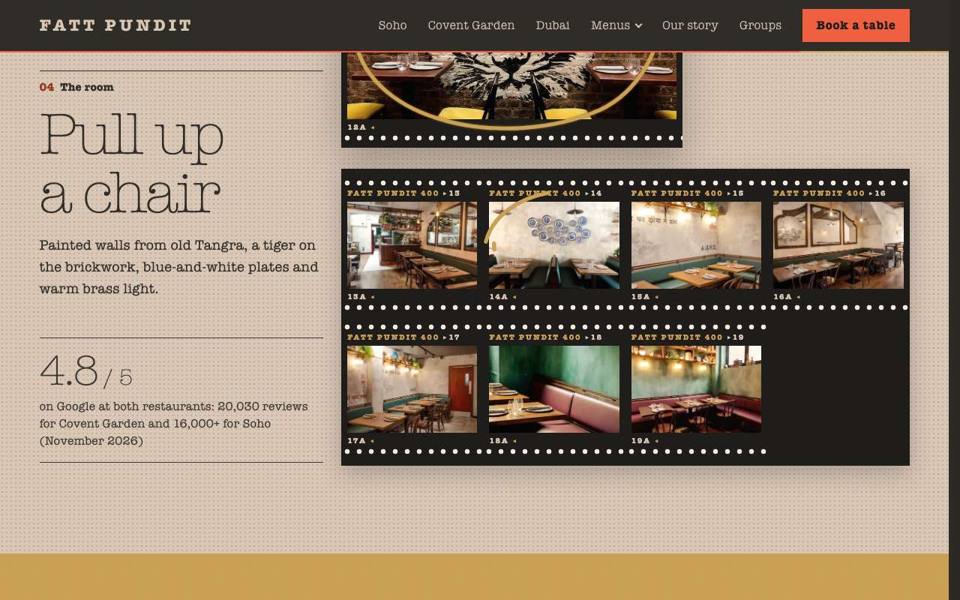 FATT PUNDIT
Soho
Covent Garden
Dubai
Menus
Our story
Groups
Book a table
04 The room
Pull up
a chair
Painted walls from old Tangra, a tiger on
the brickwork, blue-and-white plates and
warm brass light.
4.8 / 5
on Google at both restaurants: 20,030 reviews
for Covent Garden and 16,000+ for Soho
(November 2026)
12A
FATT PUNDIT 400 ▸ 13
FATT PUNDIT 400 ▸ 14
FATT PUNDIT 400 ▸ 15
FATT PUNDIT 400 ▸ 16
13A
14A
15A
16A
FATT PUNDIT 400 ▸ 17
FATT PUNDIT 400 ▸ 18
FATT PUNDIT 400 ▸ 19
17A
18A
19A